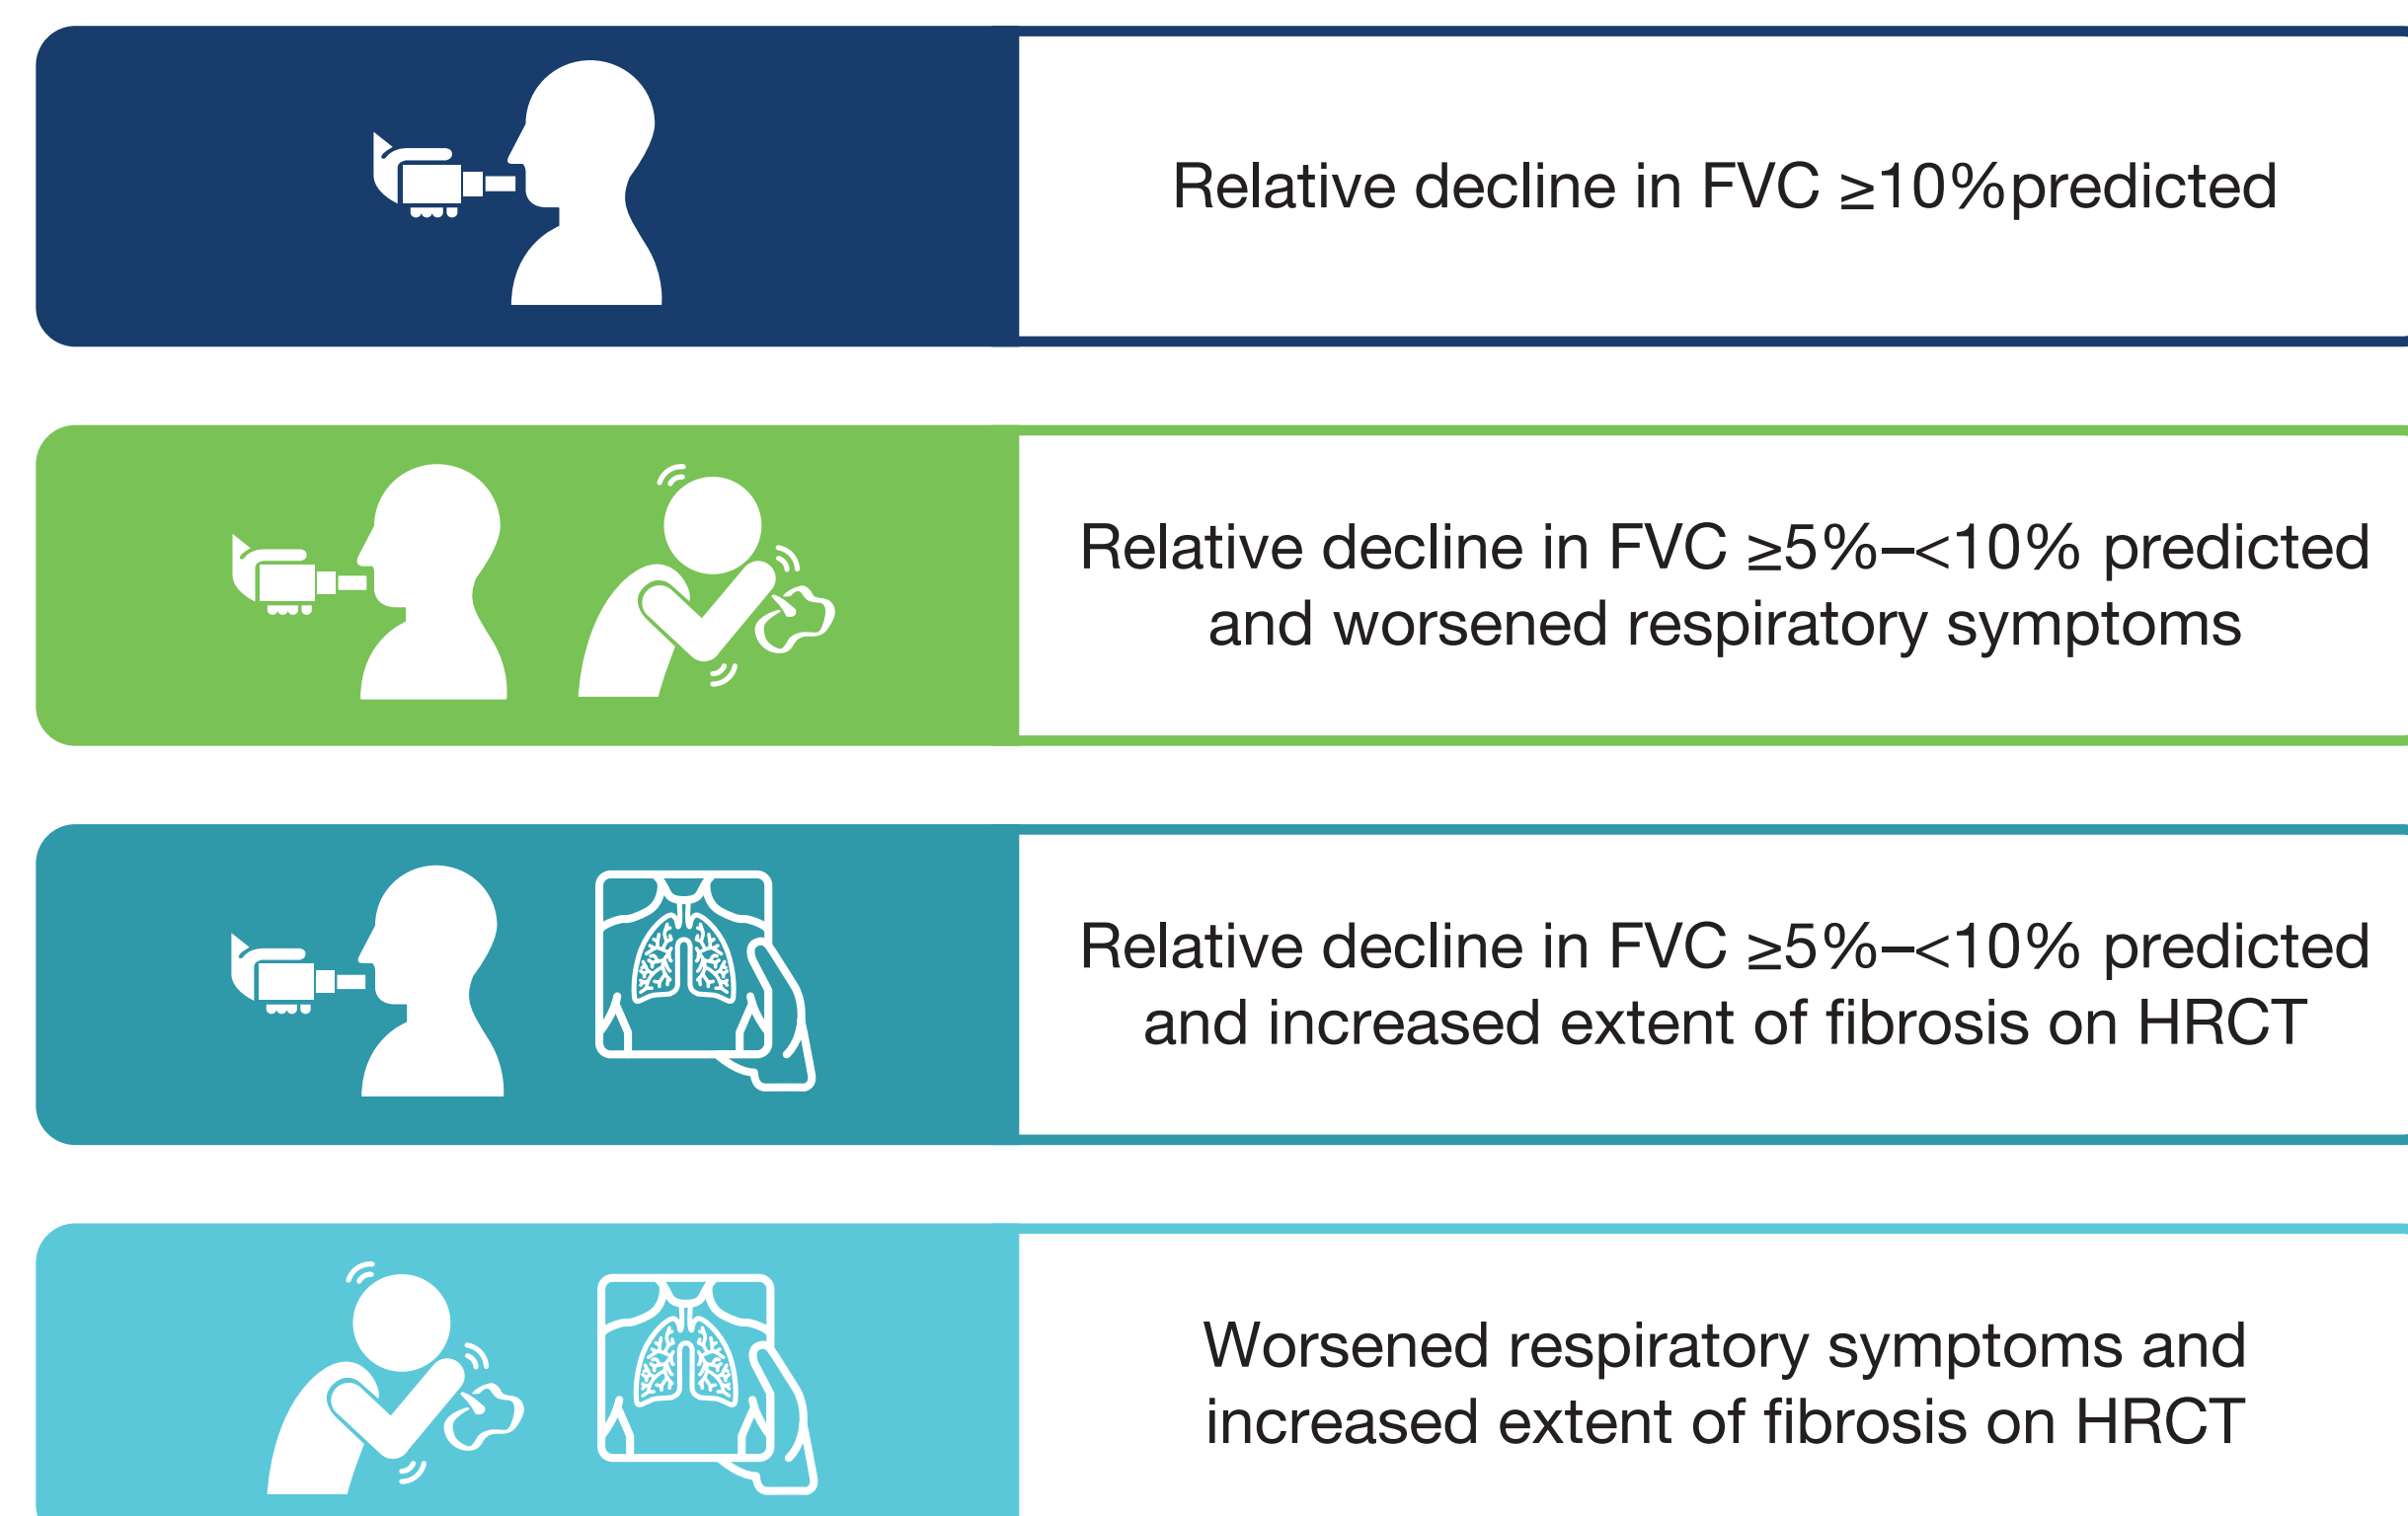 Relative decline in FVC ≥10%predicted
Relative decline in FVC ≥5%–<10% predicted
and worsened respiratory symptoms
Relative decline in FVC ≥5%–<10% predicted
and increased extent of fibrosis on HRCT
Worsened respiratory symptoms and
increased extent of fibrosis on HRCT